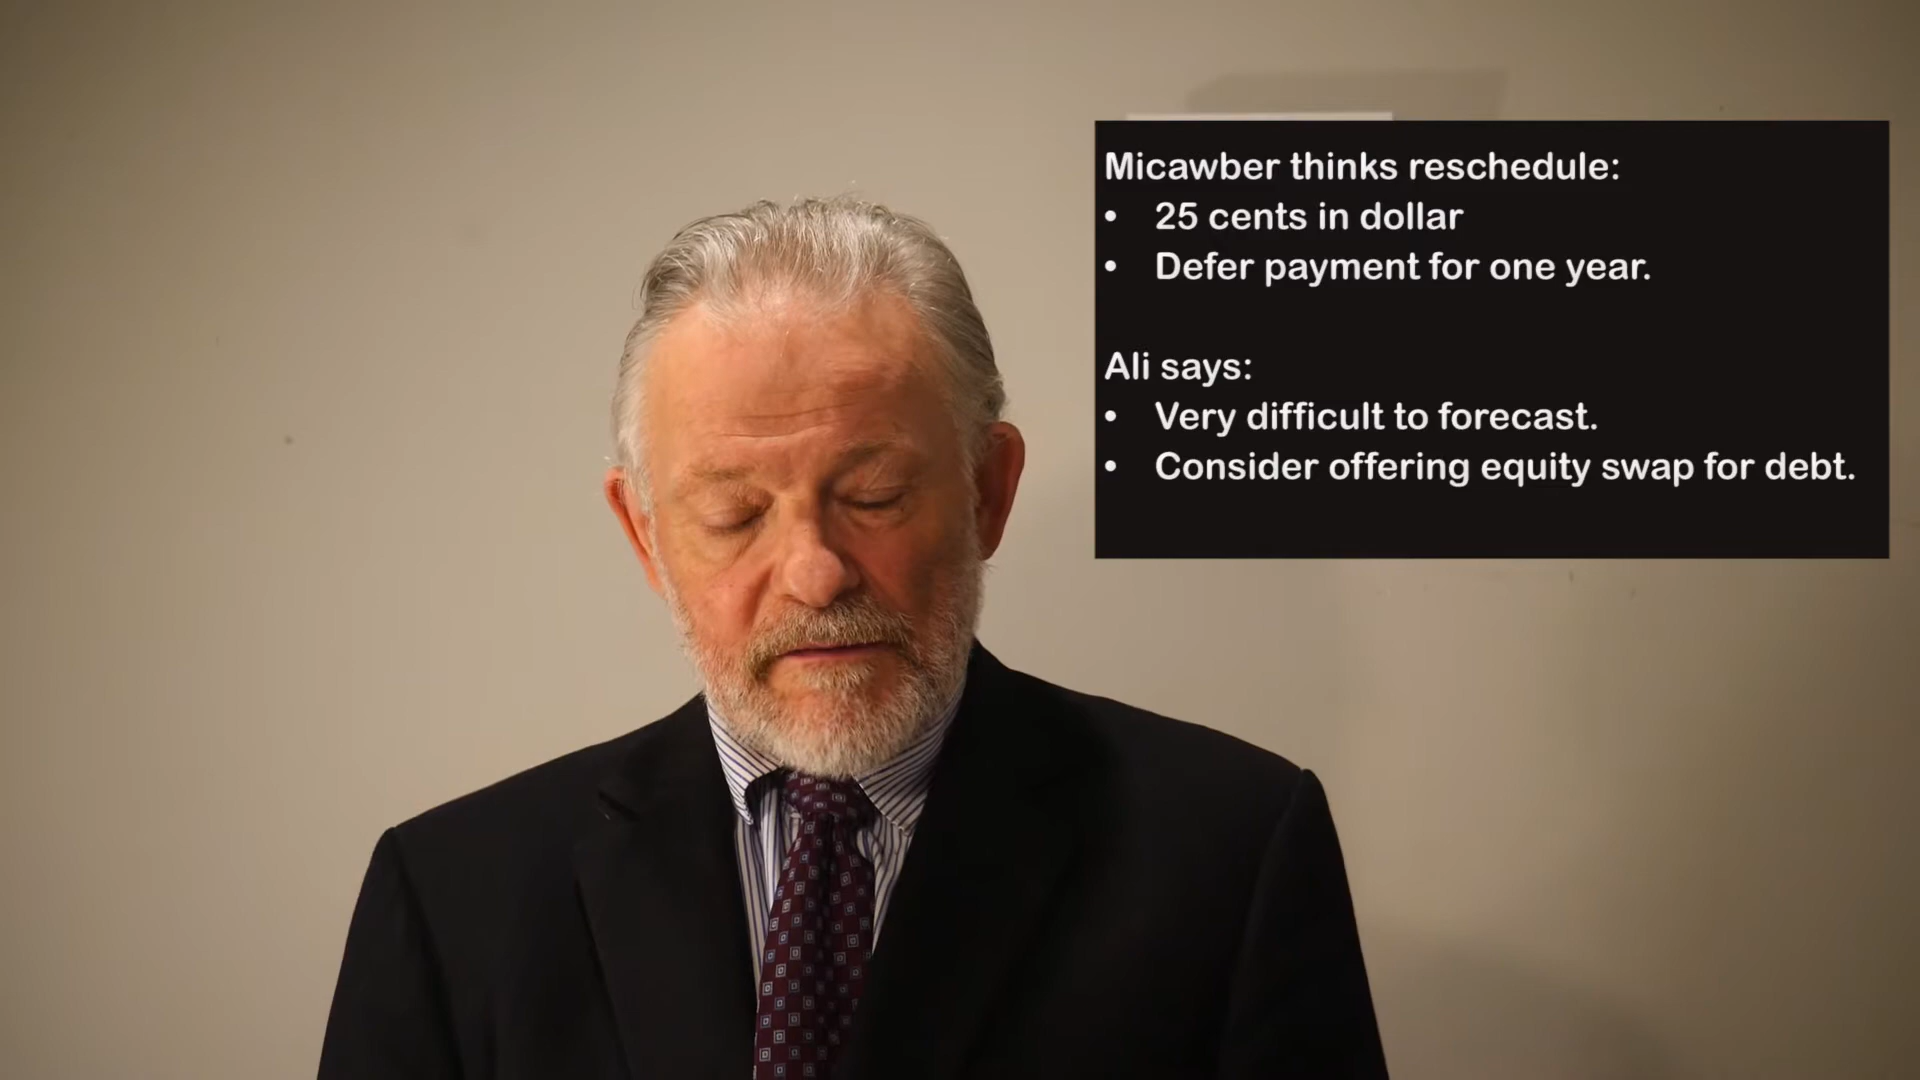 Micawber thinks reschedule:
• 25 cents in dollar
• Defer payment for one year.
Ali says:
• Very difficult to forecast.
• Consider offering equity swap for debt.